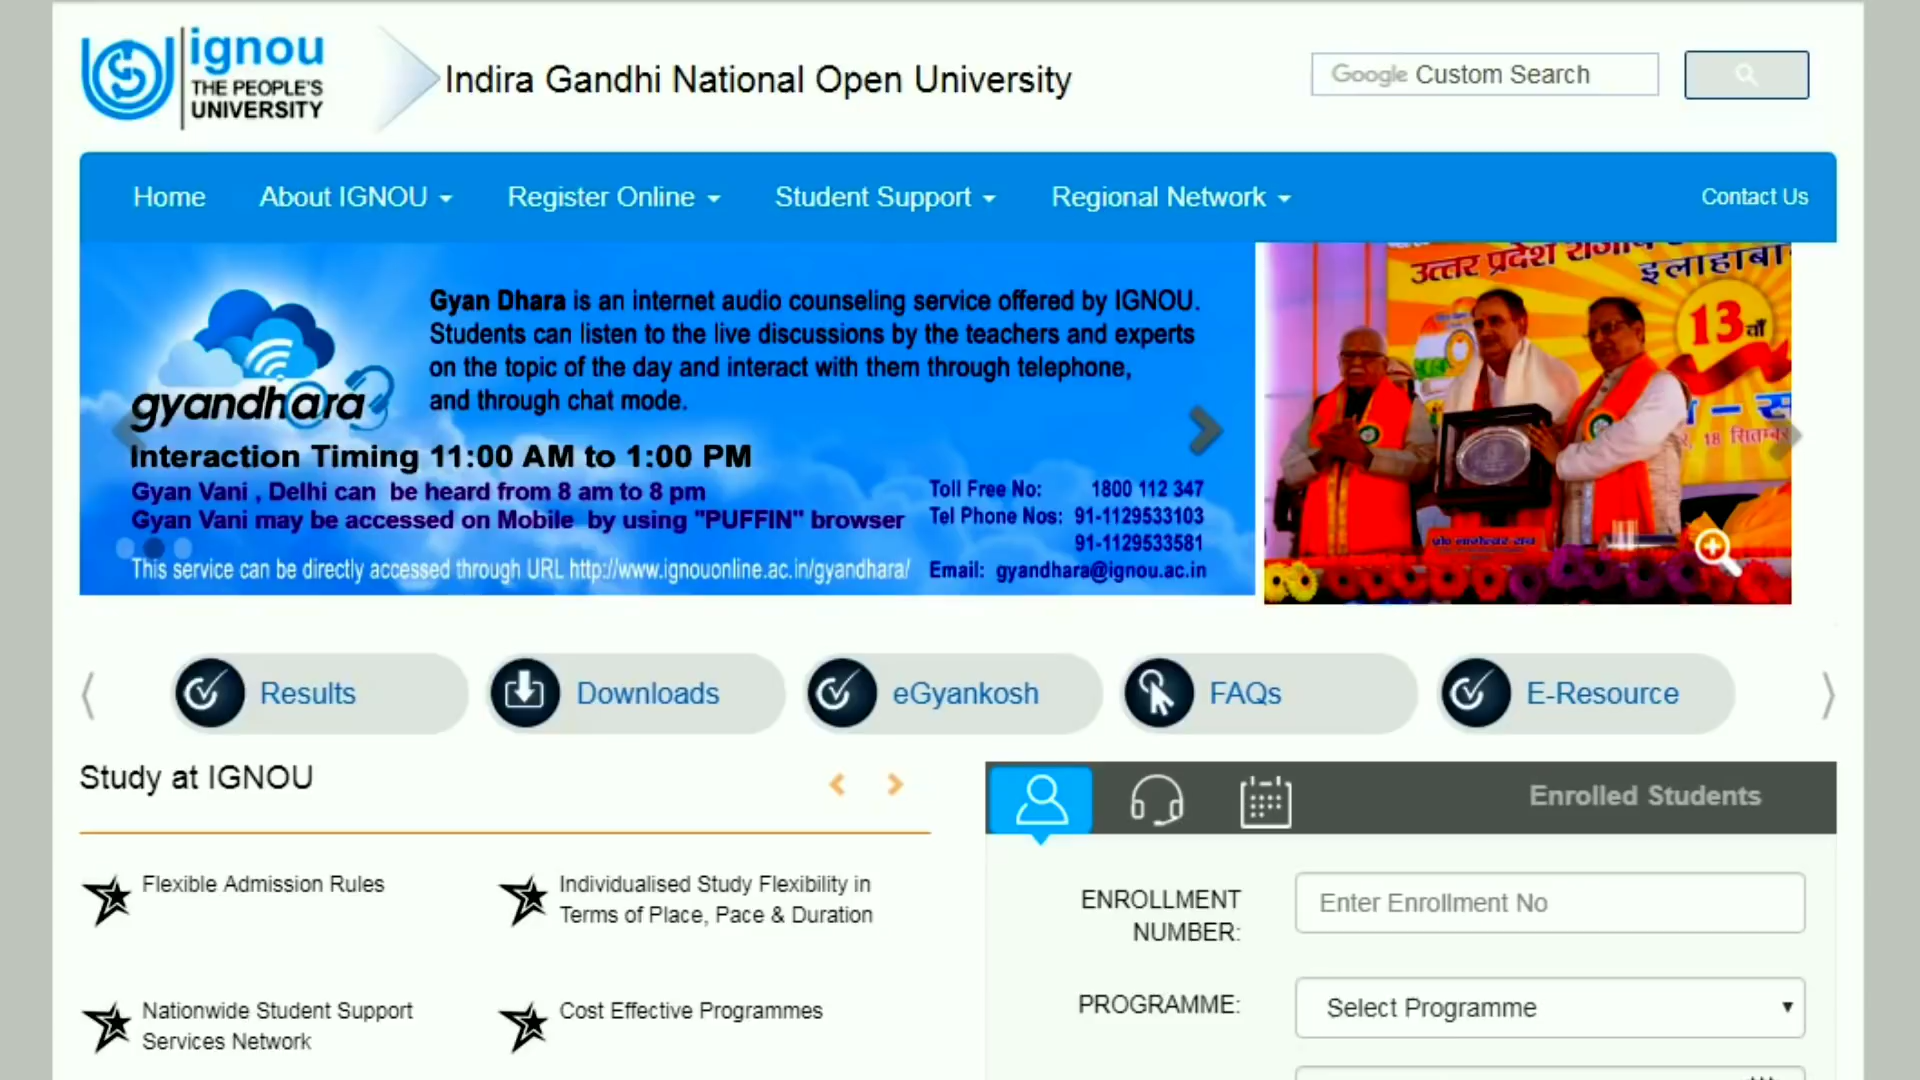 ignou
THE PEOPLE'S
UNIVERSITY
Indira Gandhi National Open University
Google Custom Search
Home
About IGNOU
Register Online
Student Support
Regional Network
Contact Us
Gyan Dhara is an internet audio counseling service offered by IGNOU.
Students can listen to the live discussions by the teachers and experts
on the topic of the day and interact with them through telephone,
and through chat mode.
gyandhara
Interaction Timing 11:00 AM to 1:00 PM
Gyan Vani , Delhi can be heard from 8 am to 8 pm
Gyan Vani may be accessed on Mobile by using "PUFFIN" browser
This service can be directly accessed through URL http://www.ignouonline.ac.in/gyandhara/
Toll Free No: 1800 112 347
Tel Phone Nos: 91-1129533103
91-1129533581
Email: gyandhara@ignou.ac.in
उत्तर प्रदेश
इलाहाबा
13वाँ
18 सितम्बर
Results
Downloads
eGyankosh
FAQs
E-Resource
Study at IGNOU
Flexible Admission Rules
Individualised Study Flexibility in
Terms of Place, Pace & Duration
Nationwide Student Support
Services Network
Cost Effective Programmes
Enrolled Students
ENROLLMENT
NUMBER:
Enter Enrollment No
PROGRAMME:
Select Programme